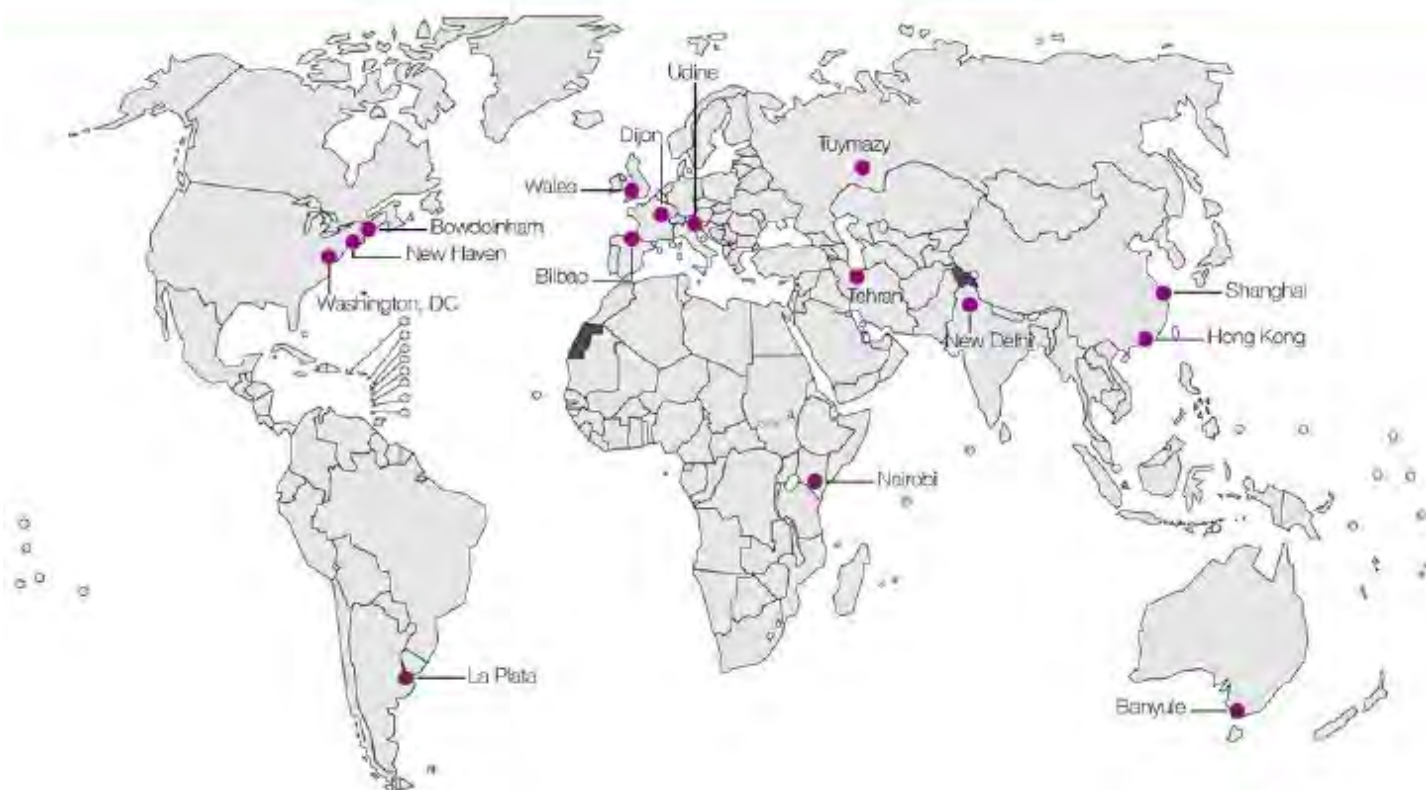 Udine
Dijon
Tuymazy
Wales
Bowdoinham
New Haven
Bilbao
Tehran
Washington, DC
Shanghai
New Delhi
Hong Kong
Nairobi
La Plata
Banyule